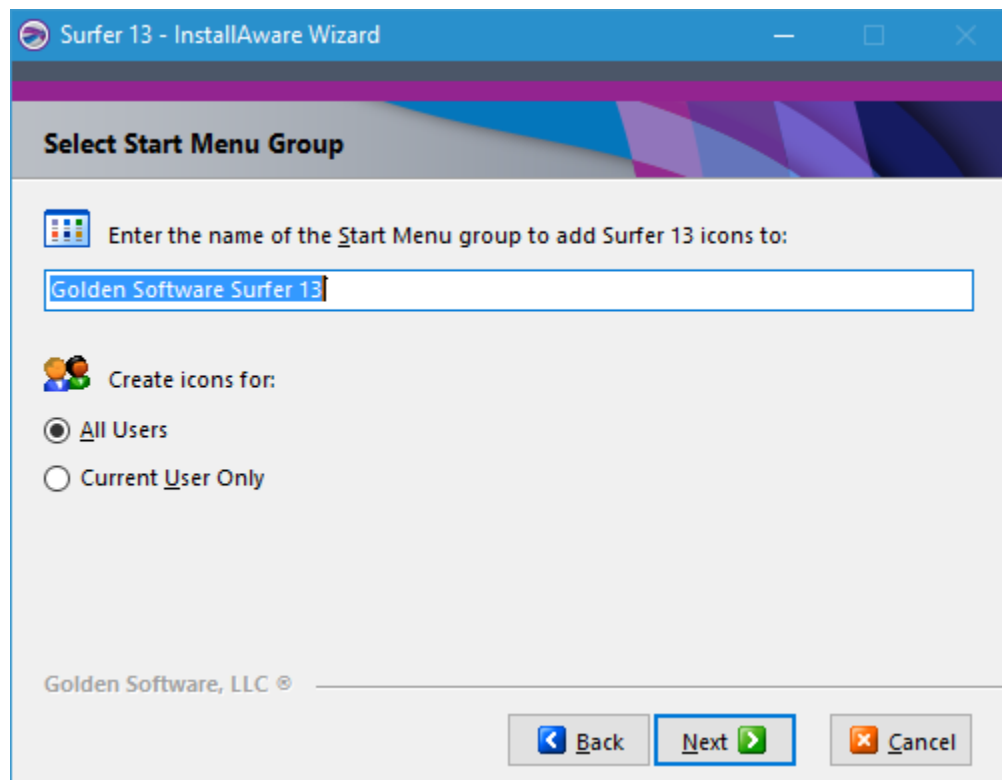 Surfer 13 - InstallAware Wizard
Select Start Menu Group
Enter the name of the Start Menu group to add Surfer 13 icons to:
Golden Software Surfer 13
Create icons for:
All Users
Current User Only
Golden Software, LLC ®
Back Next Cancel